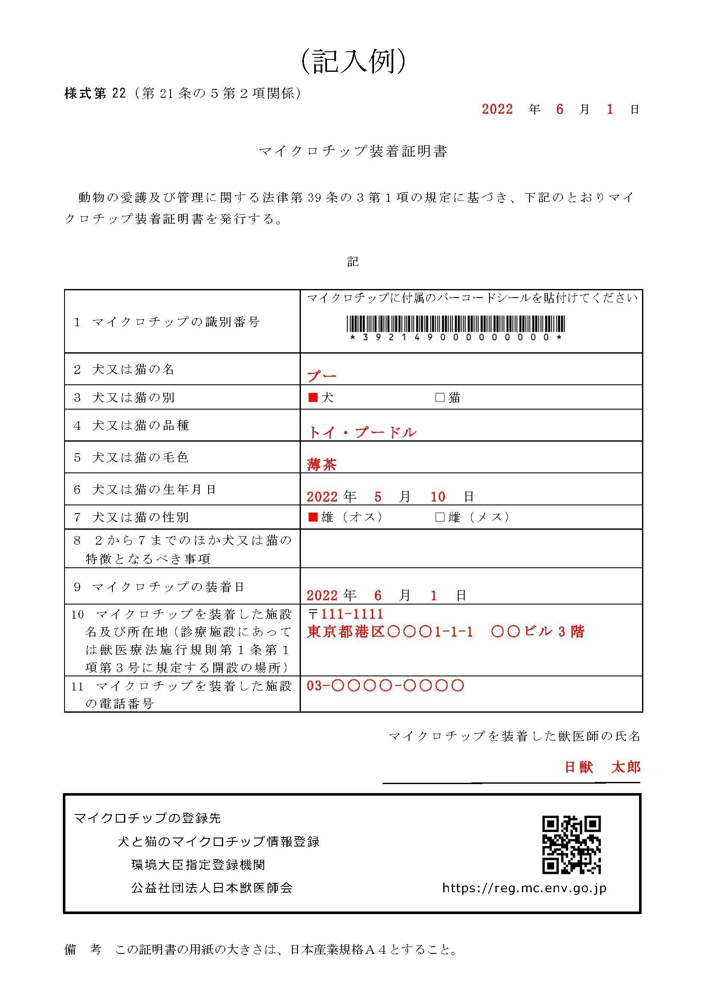 （記入例）
様式第 22（第 21 条の５第２項関係）
2022 年 6 月 1 日
マイクロチップ装着証明書
動物の愛護及び管理に関する法律第 39 条の３第１項の規定に基づき、下記のとおりマイ
クロチップ装着証明書を発行する。
記
1 マイクロチップの識別番号
マイクロチップに付属のバーコードシールを貼付けてください
*392149000000000*
2 犬又は猫の名
プー
3 犬又は猫の別
■犬 □猫
4 犬又は猫の品種
トイ・プードル
5 犬又は猫の毛色
薄茶
6 犬又は猫の生年月日
2022 年 5 月 10 日
7 犬又は猫の性別
■雄（オス） □雌（メス）
8 ２から７までのほか犬又は猫の
特徴となるべき事項
9 マイクロチップの装着日
2022 年 6 月 1 日
10 マイクロチップを装着した施設
名及び所在地（診療施設にあって
は獣医療法施行規則第１条第１
項第３号に規定する開設の場所）
〒111-1111
東京都港区〇〇〇1-1-1 〇〇ビル 3 階
11 マイクロチップを装着した施設
の電話番号
03-〇〇〇〇-〇〇〇〇
マイクロチップを装着した獣医師の氏名
日獣 太郎
マイクロチップの登録先
犬と猫のマイクロチップ情報登録
環境大臣指定登録機関
公益社団法人日本獣医師会
https://reg.mc.env.go.jp
備 考 この証明書の用紙の大きさは、日本産業規格Ａ４とすること。